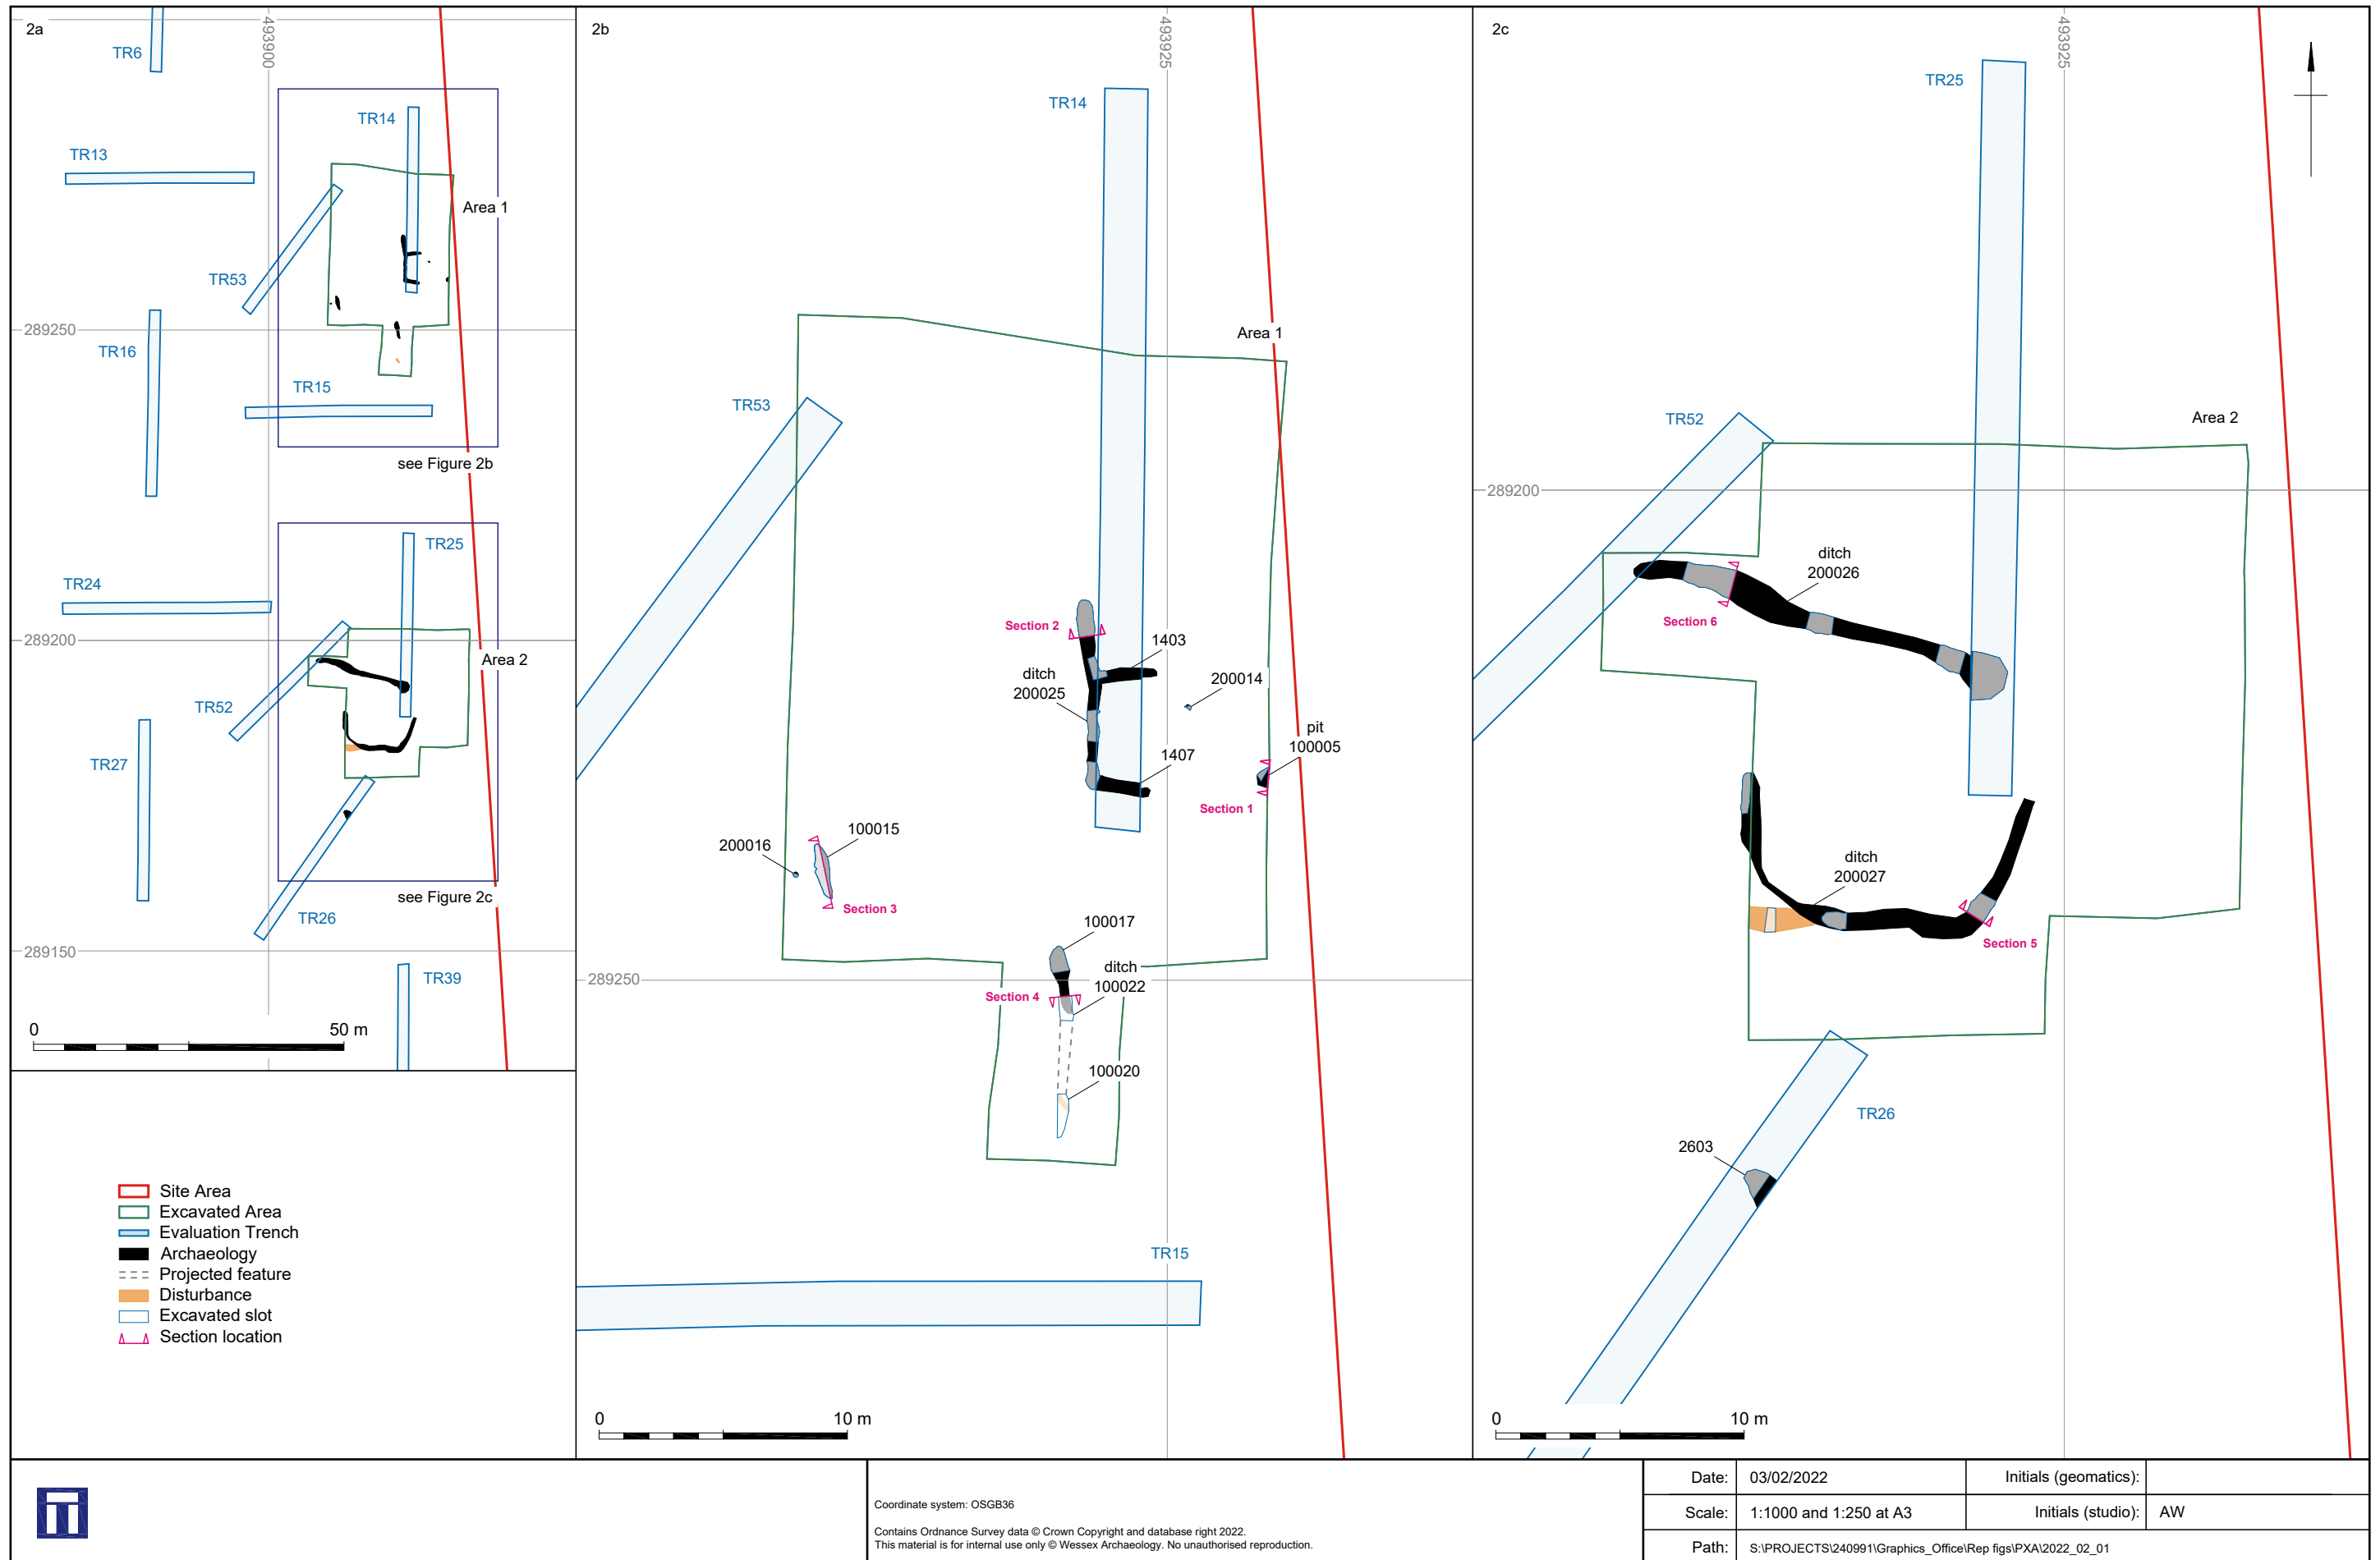 2a
493900
TR6
TR14
TR13
Area 1
TR53
289250
TR16
TR15
see Figure 2b
TR25
TR24
289200
Area 2
TR52
TR27
see Figure 2c
TR26
289150
TR39
0 50 m
Site Area
Excavated Area
Evaluation Trench
Archaeology
Projected feature
Disturbance
Excavated slot
Section location
2b
493925
TR14
Area 1
TR53
Section 2
1403
ditch
200025
200014
pit
100005
1407
Section 1
100015
200016
Section 3
100017
ditch
100022
289250
Section 4
100020
TR15
0 10 m
2c
493925
TR25
TR52
Area 2
289200
ditch
200026
Section 6
ditch
200027
Section 5
TR26
2603
0 10 m
Coordinate system: OSGB36
Contains Ordnance Survey data © Crown Copyright and database right 2022.
This material is for internal use only © Wessex Archaeology. No unauthorised reproduction.
Date: 03/02/2022 Initials (geomatics):
Scale: 1:1000 and 1:250 at A3 Initials (studio): AW
Path: S:\PROJECTS\240991\Graphics_Office\Rep figs\PXA\2022_02_01